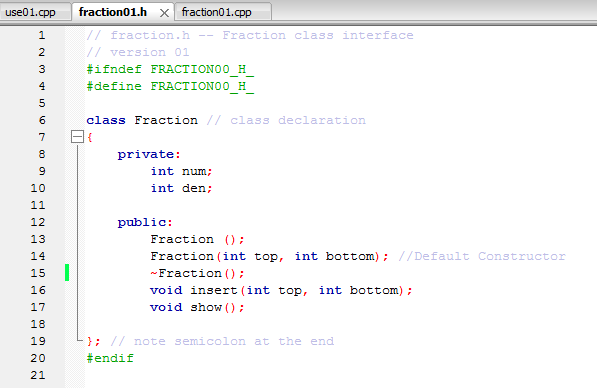 use01.cpp fraction01.h fraction01.cpp
1 // fraction.h -- Fraction class interface
2 // version 01
3 #ifndef FRACTION00_H_
4 #define FRACTION00_H_
5
6 class Fraction // class declaration
7 {
8 private:
9 int num;
10 int den;
11
12 public:
13 Fraction ();
14 Fraction(int top, int bottom); //Default Constructor
15 ~Fraction();
16 void insert(int top, int bottom);
17 void show();
18
19 }; // note semicolon at the end
20 #endif
21